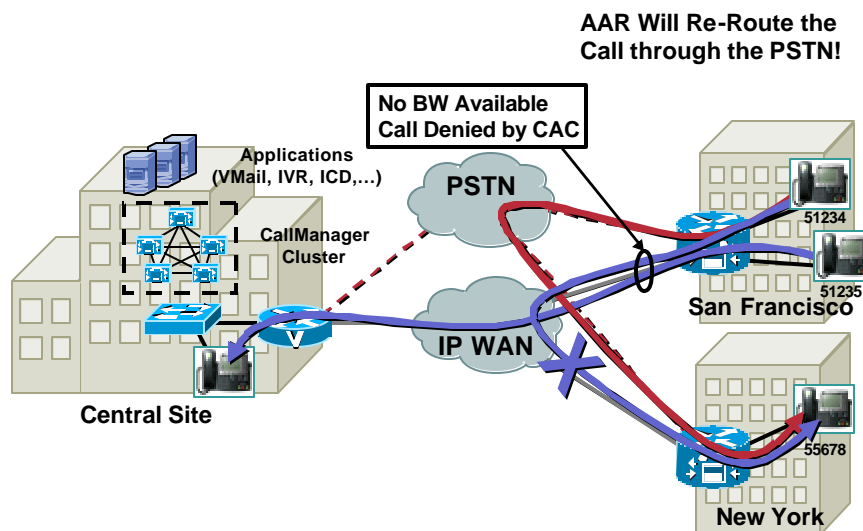 AAR Will Re-Route the
Call through the PSTN!
No BW Available
Call Denied by CAC
Applications
(VMail, IVR, ICD,...)
PSTN
CallManager
Cluster
51234
51235
San Francisco
IP WAN
V
Central Site
55678
New York